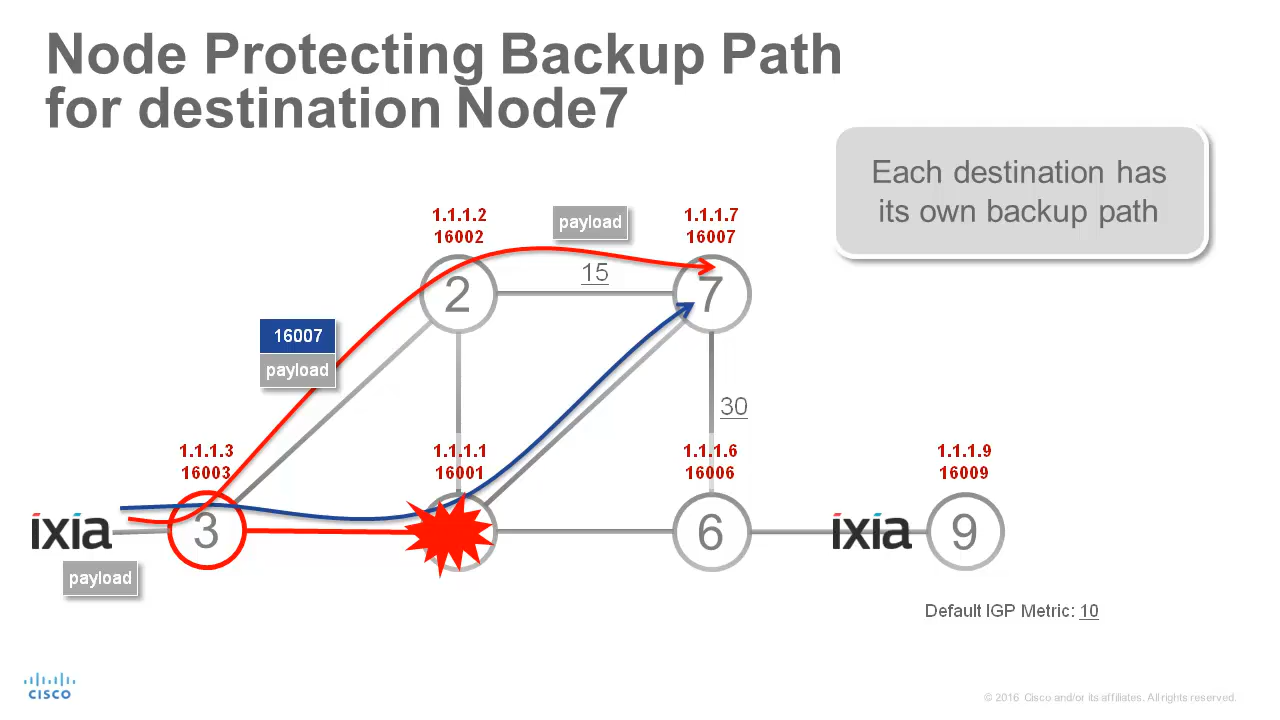 Node Protecting Backup Path
for destination Node7
Each destination has
its own backup path
1.1.1.2
16002
payload
1.1.1.7
16007
15
2
7
16007
payload
30
1.1.1.3
16003
1.1.1.1
16001
1.1.1.6
16006
1.1.1.9
16009
ixia
3
6
ixia
9
payload
Default IGP Metric: 10
CISCO
© 2016 Cisco and/or its affiliates. All rights reserved.